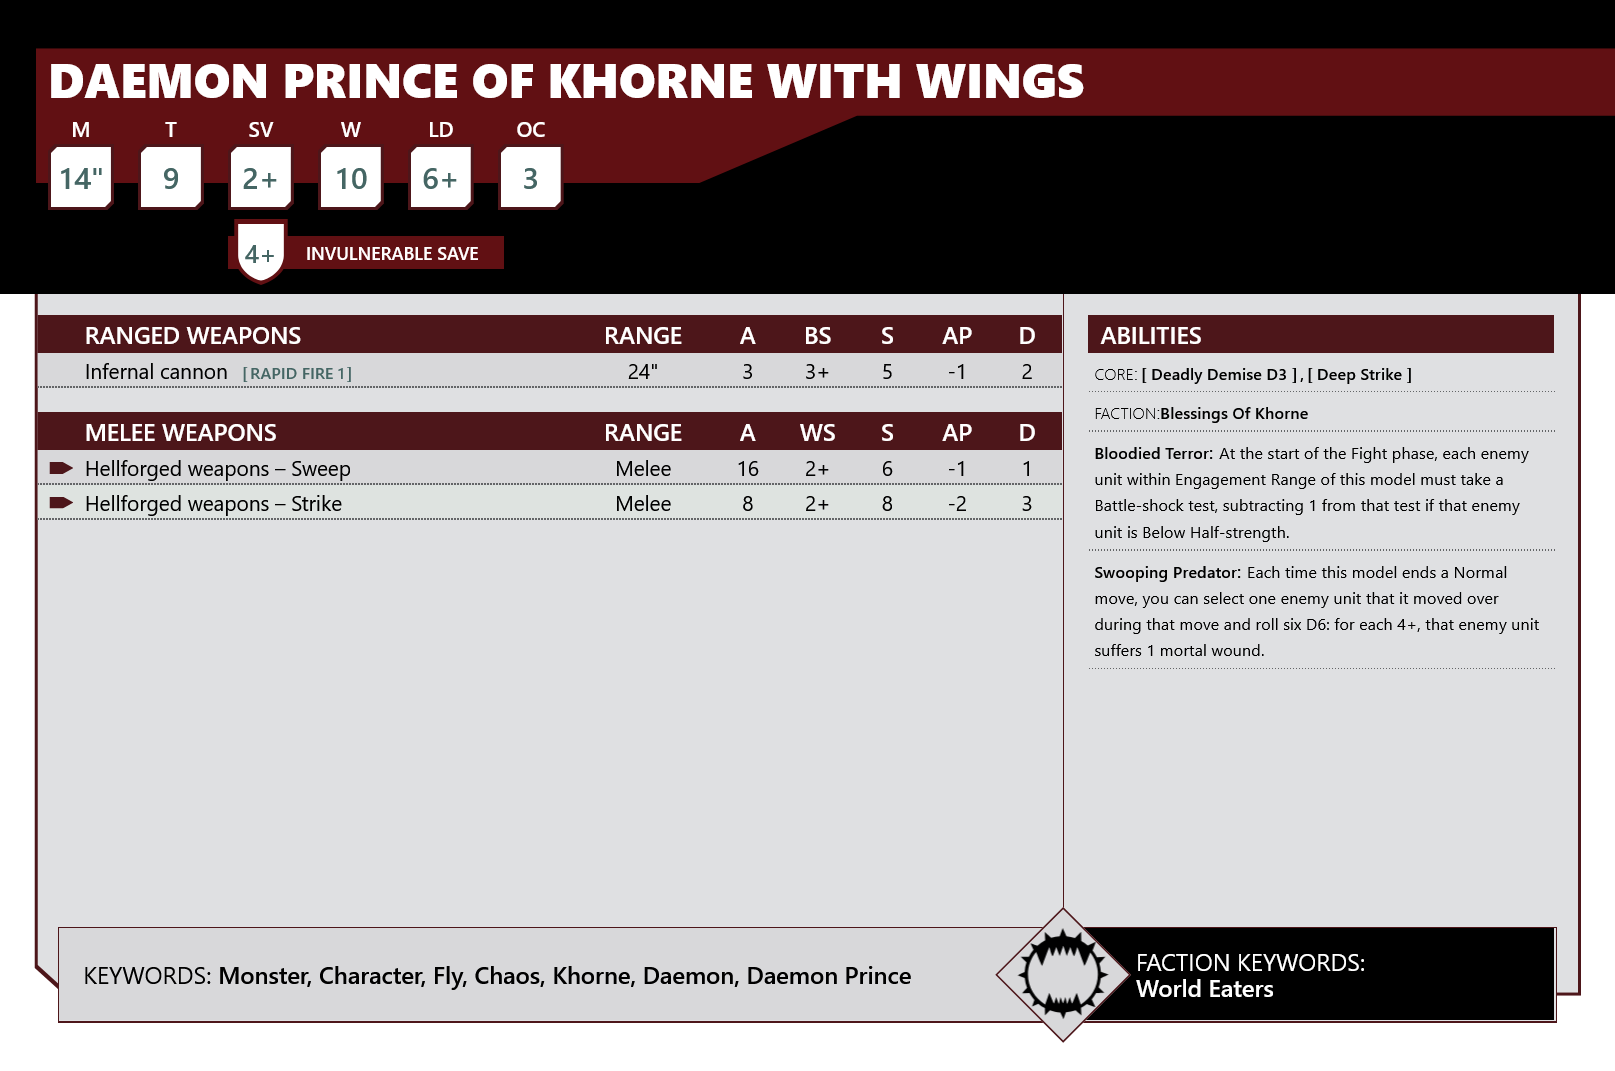 DAEMON PRINCE OF KHORNE WITH WINGS
M T SV W LD OC
14" 9 2+ 10 6+ 3
4+ INVULNERABLE SAVE
RANGED WEAPONS RANGE A BS S AP D
Infernal cannon [ RAPID FIRE 1 ] 24" 3 3+ 5 -1 2
MELEE WEAPONS RANGE A WS S AP D
Hellforged weapons – Sweep Melee 16 2+ 6 -1 1
Hellforged weapons – Strike Melee 8 2+ 8 -2 3
ABILITIES
CORE: [ Deadly Demise D3 ] , [ Deep Strike ]
FACTION:Blessings Of Khorne
Bloodied Terror: At the start of the Fight phase, each enemy
unit within Engagement Range of this model must take a
Battle-shock test, subtracting 1 from that test if that enemy
unit is Below Half-strength.
Swooping Predator: Each time this model ends a Normal
move, you can select one enemy unit that it moved over
during that move and roll six D6: for each 4+, that enemy unit
suffers 1 mortal wound.
KEYWORDS: Monster, Character, Fly, Chaos, Khorne, Daemon, Daemon Prince
FACTION KEYWORDS:
World Eaters